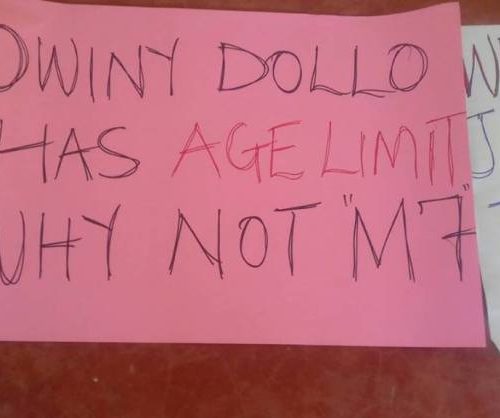 OWINY DOLLO
HAS AGE LIMIT
WHY NOT "M7"